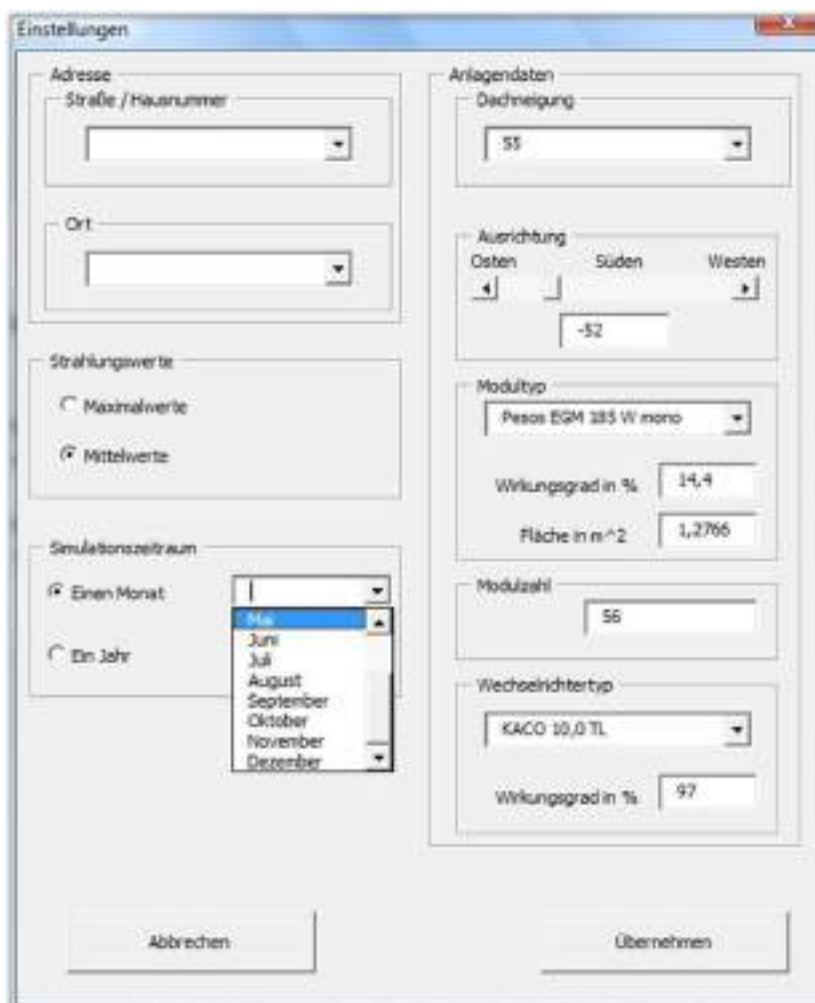 Einstellungen
Adresse
Straße / Hausnummer
Ort
Strahlungswerte
Maximalwerte
Mittelwerte
Simulationszeitraum
Einen Monat
Mai
Juni
Juli
August
September
Oktober
November
Dezember
Ein Jahr
Anlagendaten
Dachneigung
55
Ausrichtung
Osten Süden Westen
-52
Modultyp
Pesos EGM 185 W mono
Wirkungsgrad in % 14,4
Fläche in m^2 1,2766
Modulzahl
56
Wechselrichtertyp
KACO 10,0 TL
Wirkungsgrad in % 97
Abbrechen Übernehmen